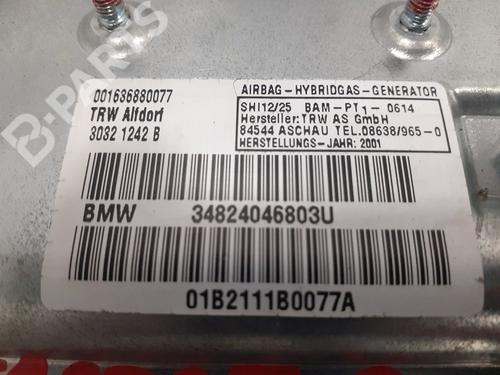 001636880077
TRW Alfdorf
3032 1242 B
AIRBAG-HYBRIDGAS-GENERATOR
SHI12/25 BAM-PT1-0614
Hersteller:TRW AS GmbH
84544 ASCHAU TEL.08638/965-0
HERSTELLUNGS-JAHR: 2001
BMW 34824046803U
01B2111B0077A